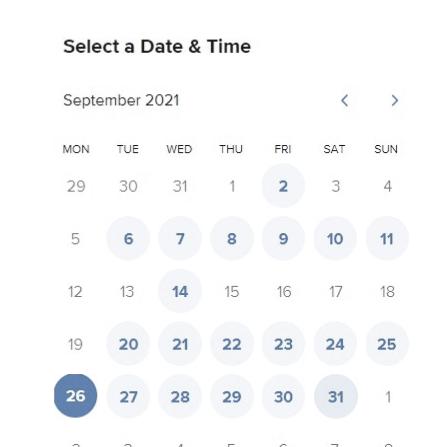 Select a Date & Time
September 2021
MON TUE WED THU FRI SAT SUN
29 30 31 1 2 3 4
5 6 7 8 9 10 11
12 13 14 15 16 17 18
19 20 21 22 23 24 25
26 27 28 29 30 31 1